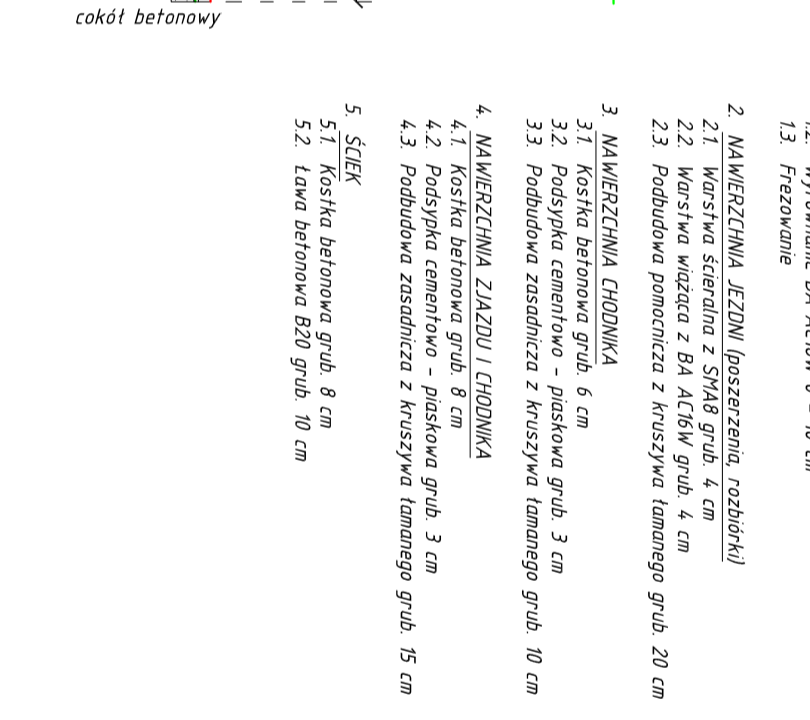 cokół betonowy
1.3. Frezowanie
2. NAWIERZCHNIA JEZDNI (poszerzenia, rozbiórki)
2.1. Warstwa ścieralna z SMA8 grub. 4 cm
2.2. Warstwa wiążąca z BA AC16W grub. 4 cm
2.3. Podbudowa pomocnicza z kruszywa łamanego grub. 20 cm
3. NAWIERZCHNIA CHODNIKA
3.1. Kostka betonowa grub. 6 cm
3.2. Podsypka cementowo - piaskowa grub. 3 cm
3.3. Podbudowa zasadnicza z kruszywa łamanego grub. 10 cm
4. NAWIERZCHNIA ZJAZDU I CHODNIKA
4.1. Kostka betonowa grub. 8 cm
4.2. Podsypka cementowo - piaskowa grub. 3 cm
4.3. Podbudowa zasadnicza z kruszywa łamanego grub. 15 cm
5. ŚCIEK
5.1. Kostka betonowa grub. 8 cm
5.2. Ława betonowa B20 grub. 10 cm